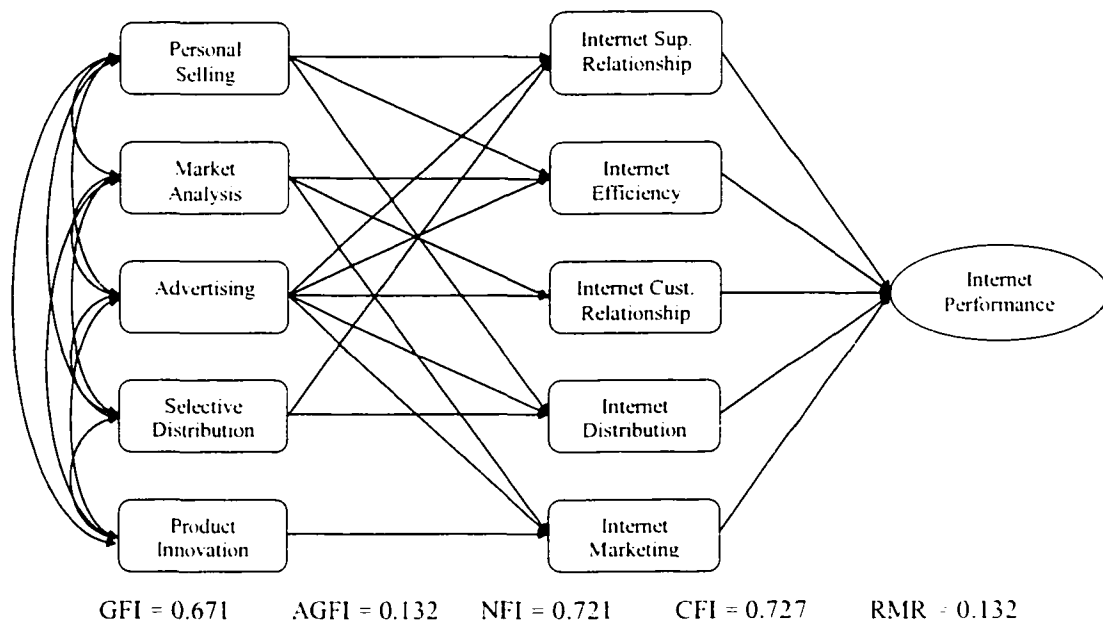 Personal
Selling
Internet Sup.
Relationship
Market
Analysis
Internet
Efficiency
Advertising
Internet Cust.
Relationship
Internet
Performance
Selective
Distribution
Internet
Distribution
Product
Innovation
Internet
Marketing
GFI = 0.671 AGFI = 0.132 NFI = 0.721 CFI = 0.727 RMR = 0.132